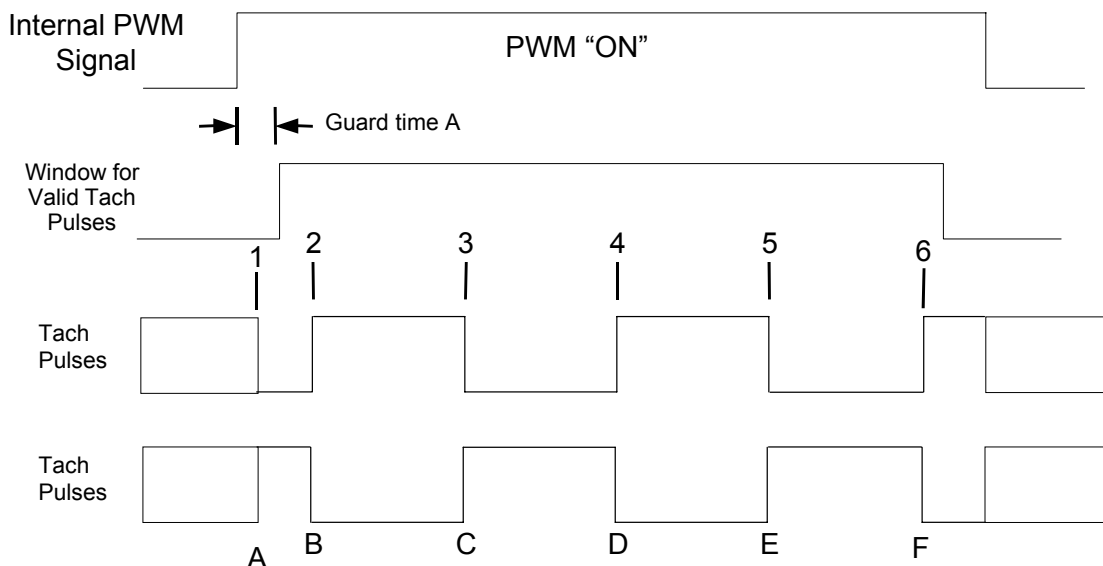 Internal PWM
Signal
PWM “ON”
Guard time A
Window for
Valid Tach
Pulses
1 2 3 4 5 6
Tach
Pulses
Tach
Pulses
A B C D E F